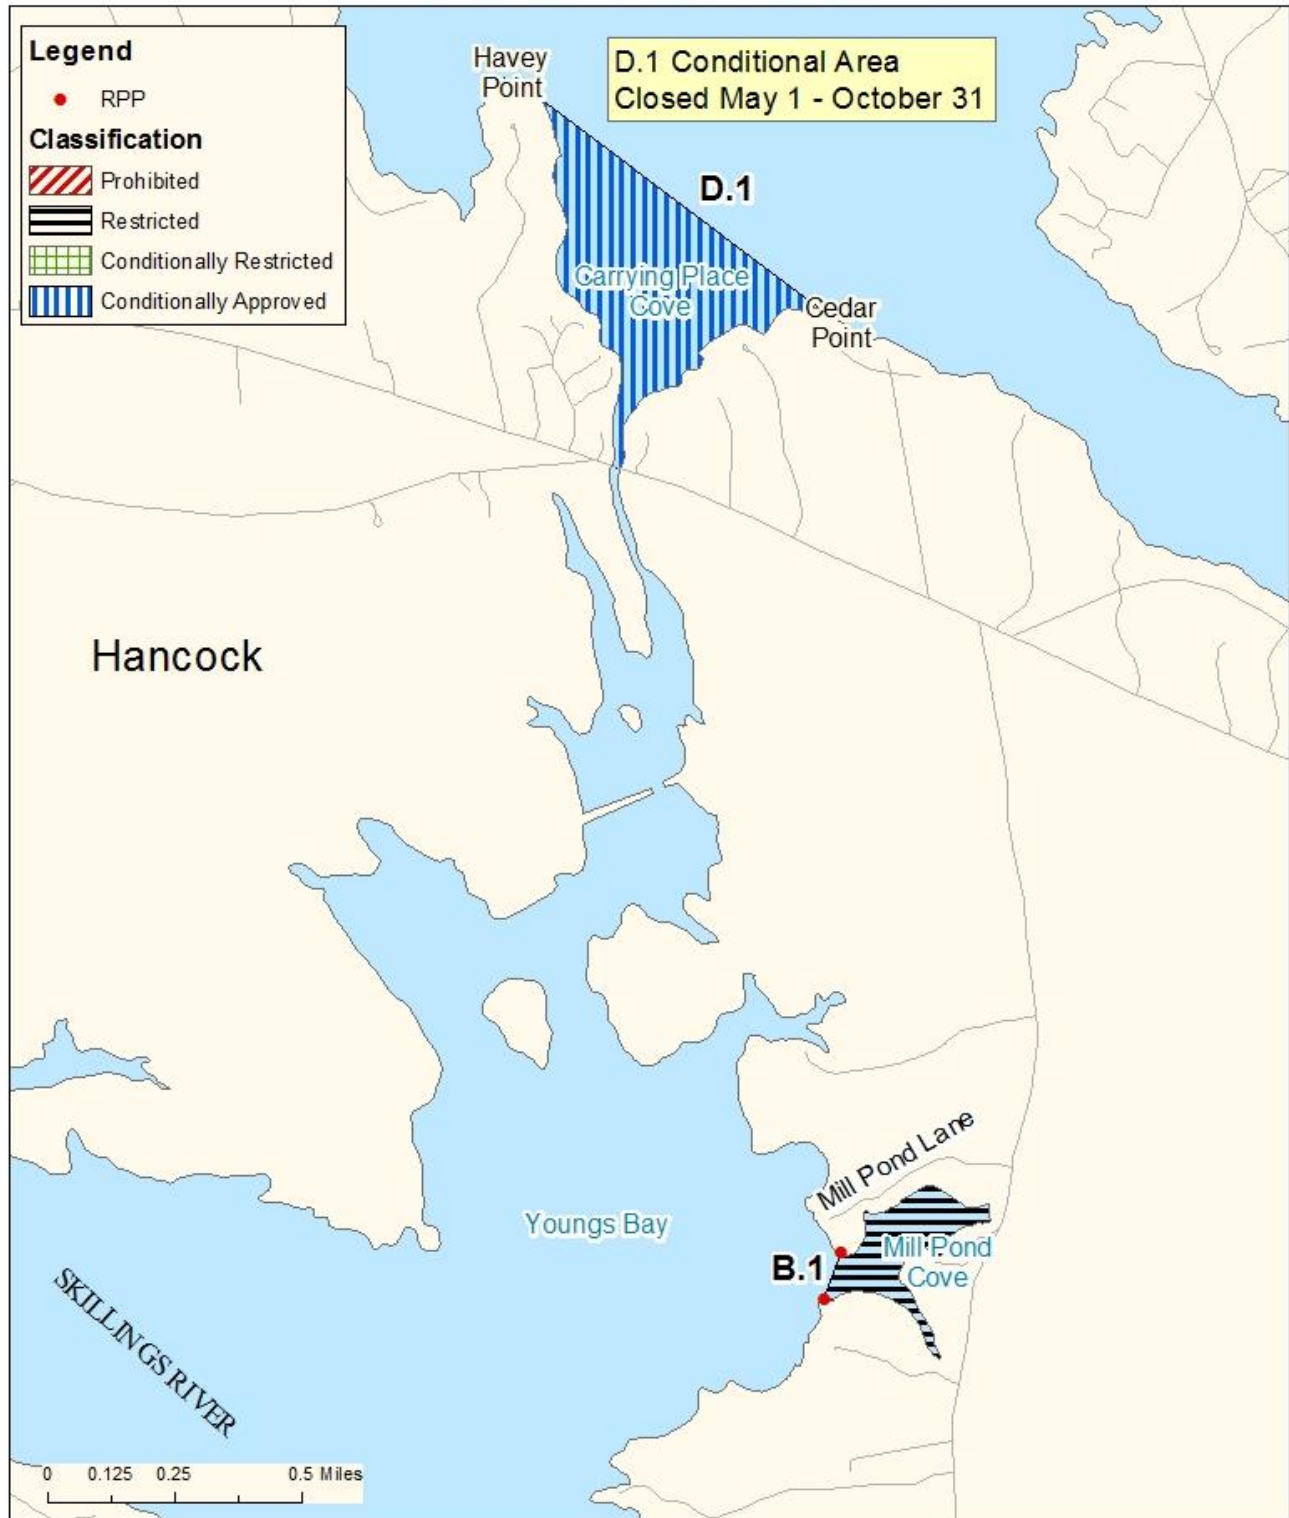 Legend
RPP
Classification
Prohibited
Restricted
Conditionally Restricted
Conditionally Approved
Havey
Point
D.1 Conditional Area
Closed May 1 - October 31
D.1
Carrying Place
Cove
Cedar
Point
Hancock
Mill Pond Lane
Youngs Bay
B.1
Mill Pond
Cove
SKILLINGS RIVER
0 0.125 0.25 0.5 Miles